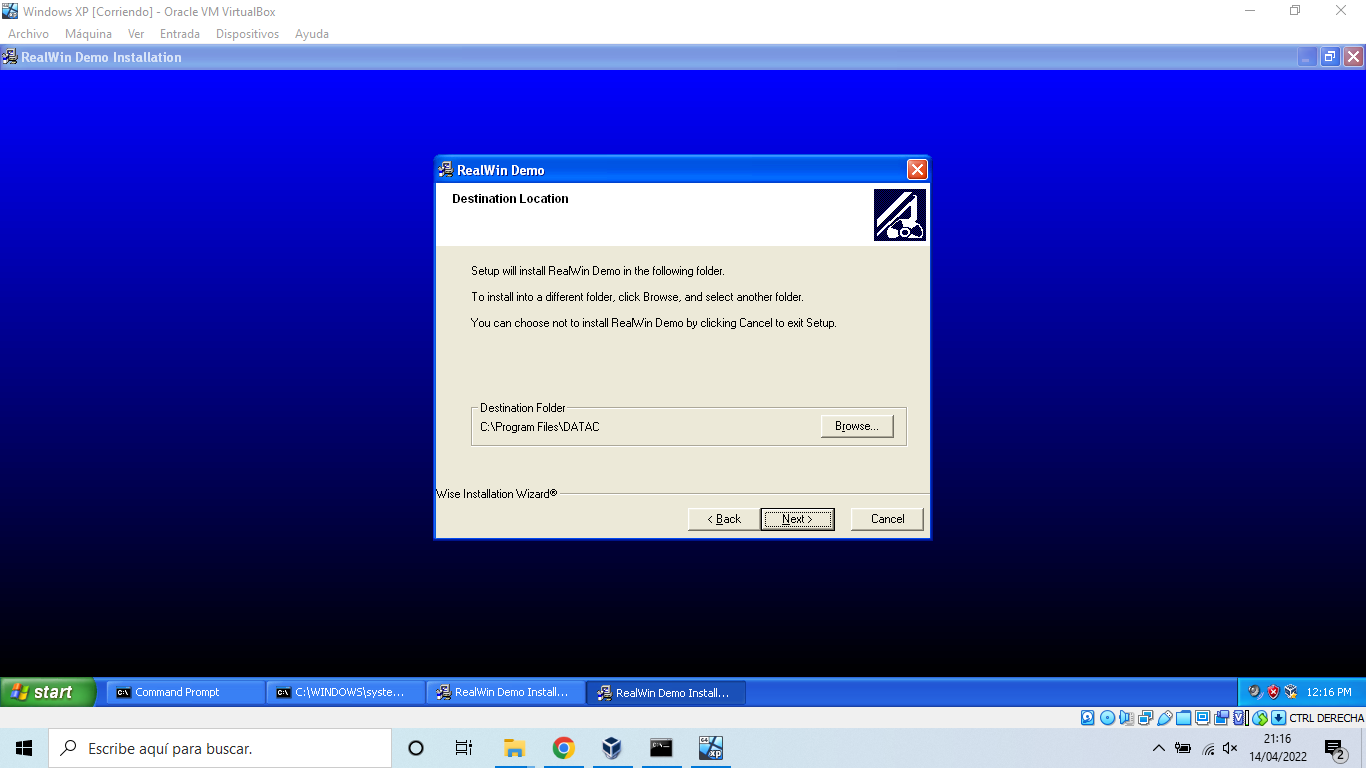 Windows XP [Corriendo] - Oracle VM VirtualBox
Archivo Máquina Ver Entrada Dispositivos Ayuda
RealWin Demo Installation
RealWin Demo
Destination Location
Setup will install RealWin Demo in the following folder.
To install into a different folder, click Browse, and select another folder.
You can choose not to install RealWin Demo by clicking Cancel to exit Setup.
Destination Folder
C:\Program Files\DATAC
Browse...
Wise Installation Wizard®
< Back
Next >
Cancel
start
Command Prompt
C:\WINDOWS\syste...
RealWin Demo Install...
RealWin Demo Install...
12:16 PM
CTRL DERECHA
Escribe aquí para buscar.
21:16
14/04/2022
2